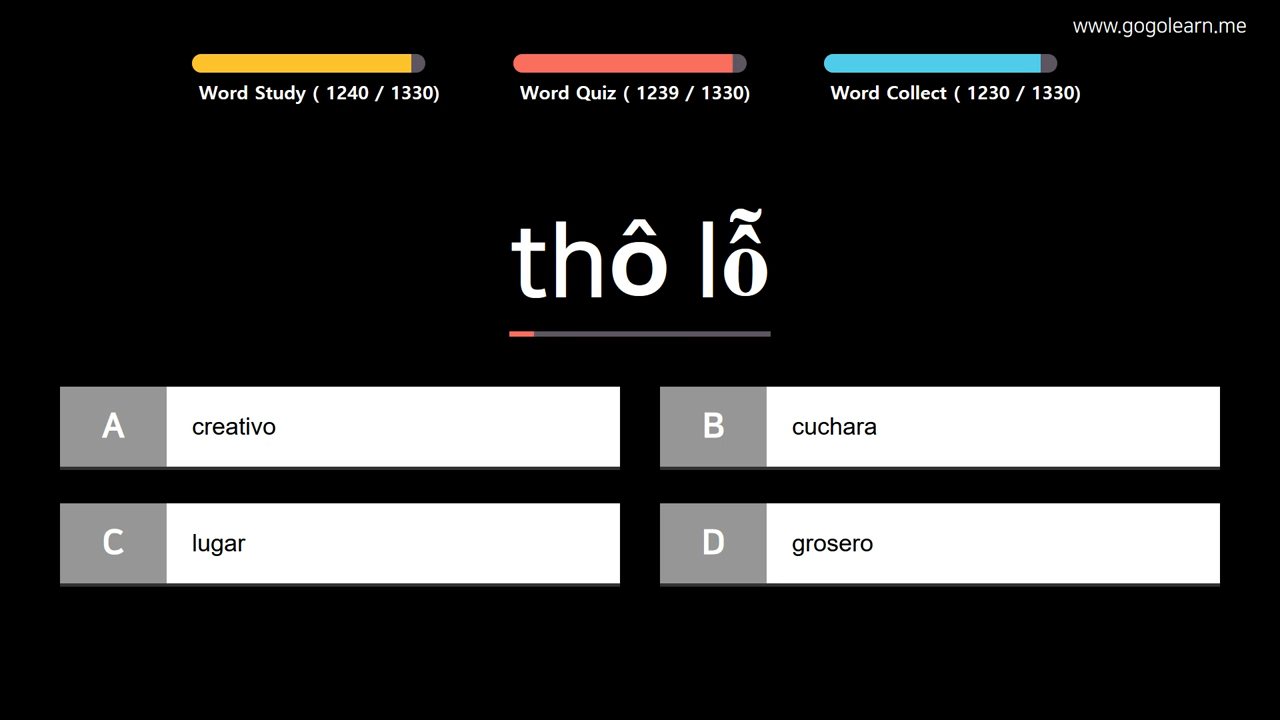 www.gogolearn.me
Word Study ( 1240 / 1330)
Word Quiz ( 1239 / 1330)
Word Collect ( 1230 / 1330)
thô lỗ
A creativo
B cuchara
C lugar
D grosero